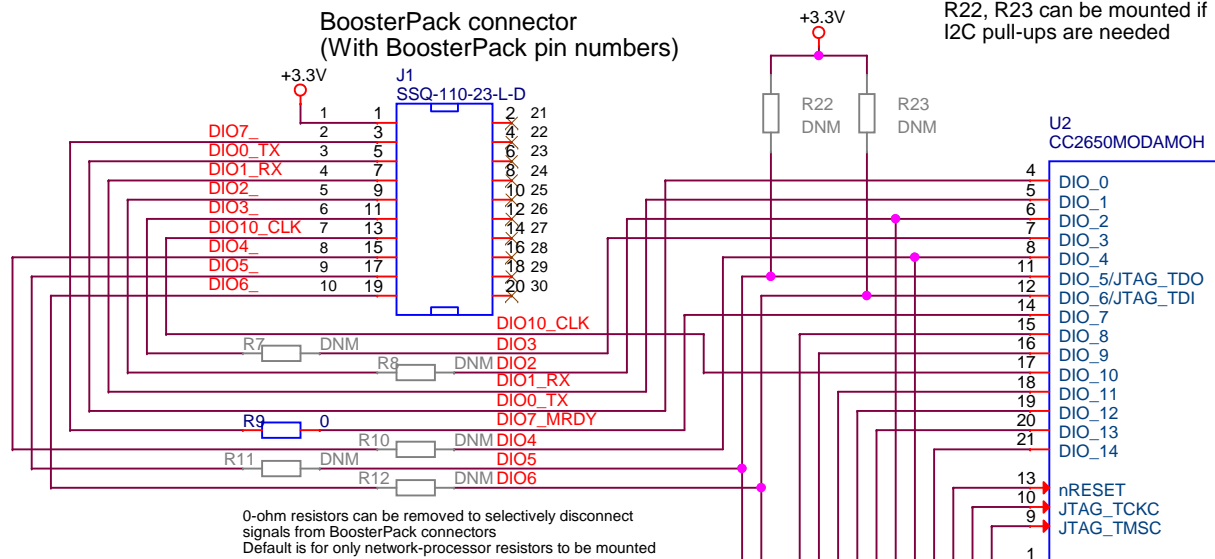 BoosterPack connector
(With BoosterPack pin numbers)
+3.3V
R22, R23 can be mounted if
I2C pull-ups are needed
+3.3V
J1
SSQ-110-23-L-D
R22
DNM
R23
DNM
U2
CC2650MODAMOH
1 1 2 21
DIO7_ 2 3 4 22
DIO0_TX 3 5 6 23
DIO1_RX 4 7 8 24
DIO2_ 5 9 10 25
DIO3_ 6 11 12 26
DIO10_CLK 7 13 14 27
DIO4_ 8 15 16 28
DIO5_ 9 17 18 29
DIO6_ 10 19 20 30
4 DIO_0
5 DIO_1
6 DIO_2
7 DIO_3
8 DIO_4
11 DIO_5/JTAG_TDO
12 DIO_6/JTAG_TDI
14 DIO_7
15 DIO_8
16 DIO_9
17 DIO_10
18 DIO_11
19 DIO_12
20 DIO_13
21 DIO_14
13 nRESET
10 JTAG_TCKC
9 JTAG_TMSC
1
DIO10_CLK
R7 DNM DIO3
R8 DNM DIO2
DIO1_RX
DIO0_TX
R9 0 DIO7_MRDY
R10 DNM DIO4
R11 DNM DIO5
R12 DNM DIO6
0-ohm resistors can be removed to selectively disconnect
signals from BoosterPack connectors
Default is for only network-processor resistors to be mounted